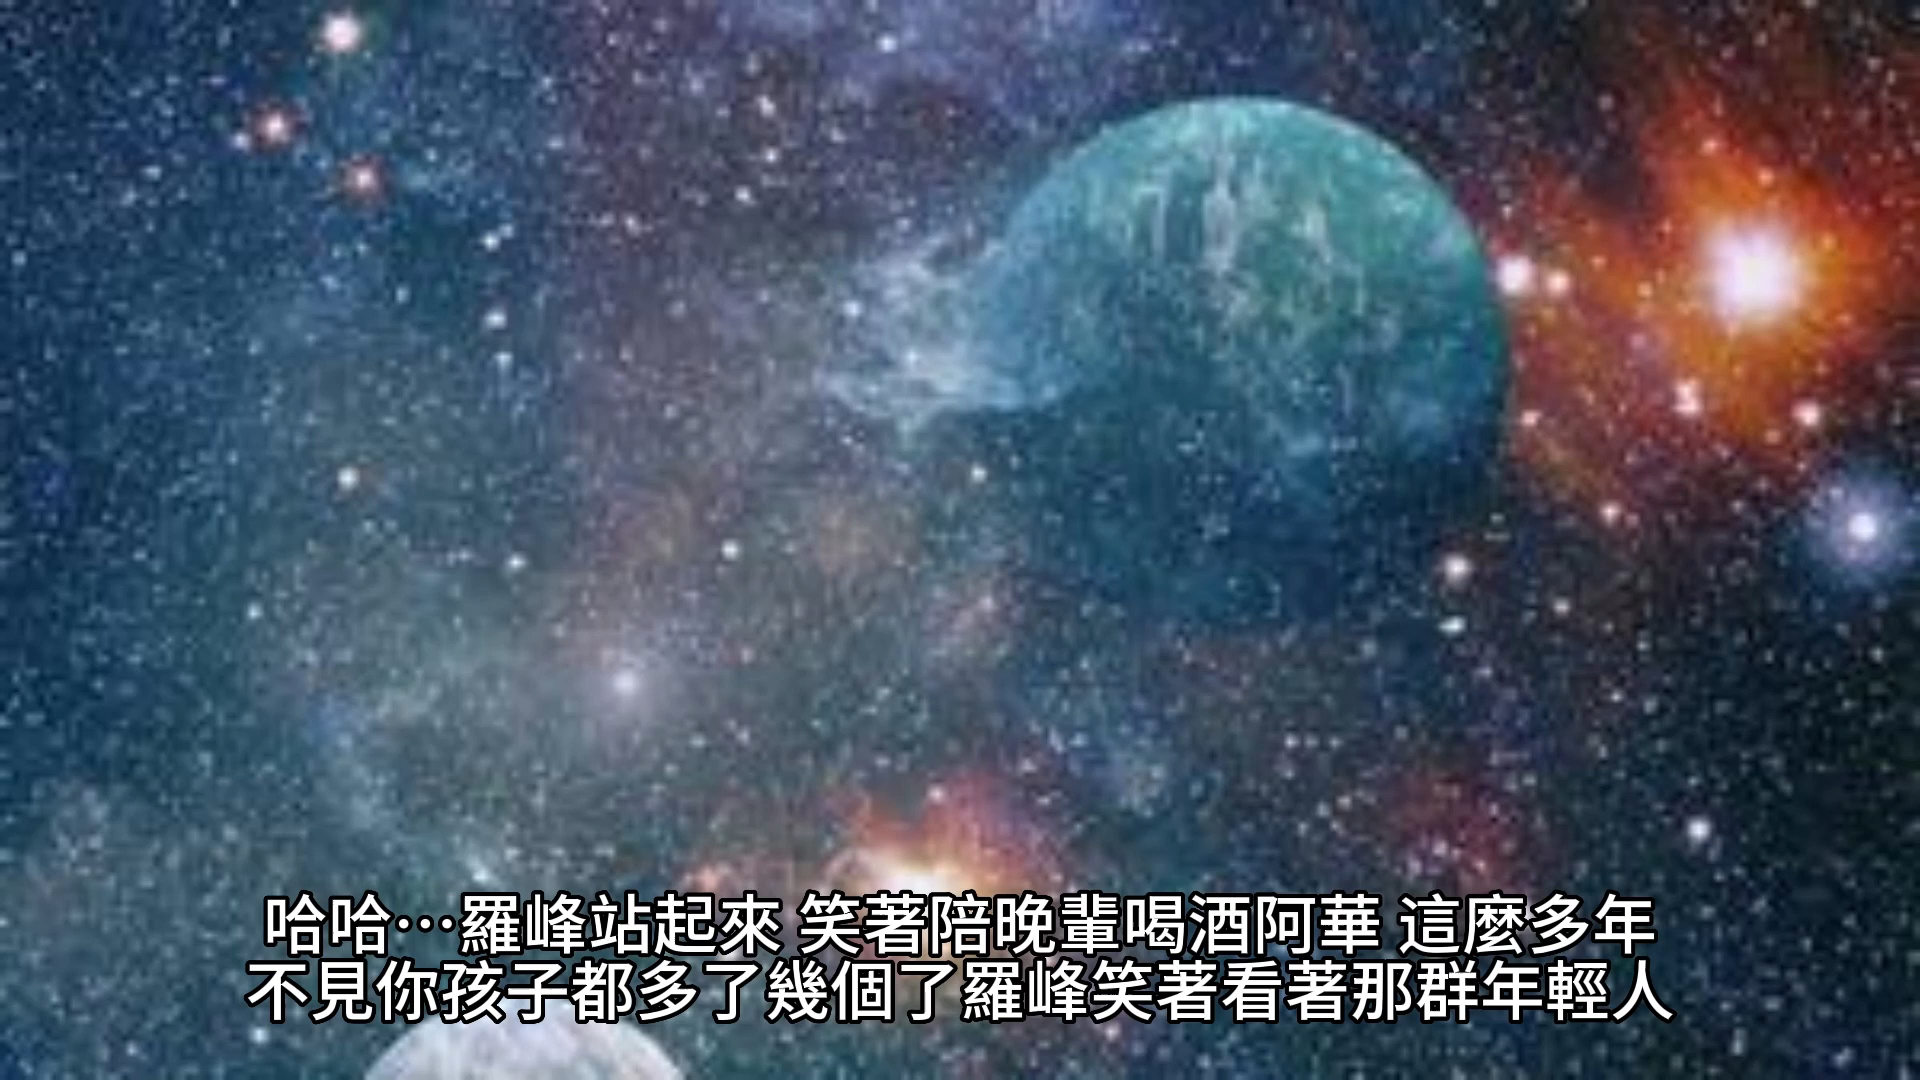 哈哈…羅峰站起來 笑著陪晚輩喝酒阿華 這麼多年
不見你孩子都多了幾個了羅峰笑著看著那群年輕人